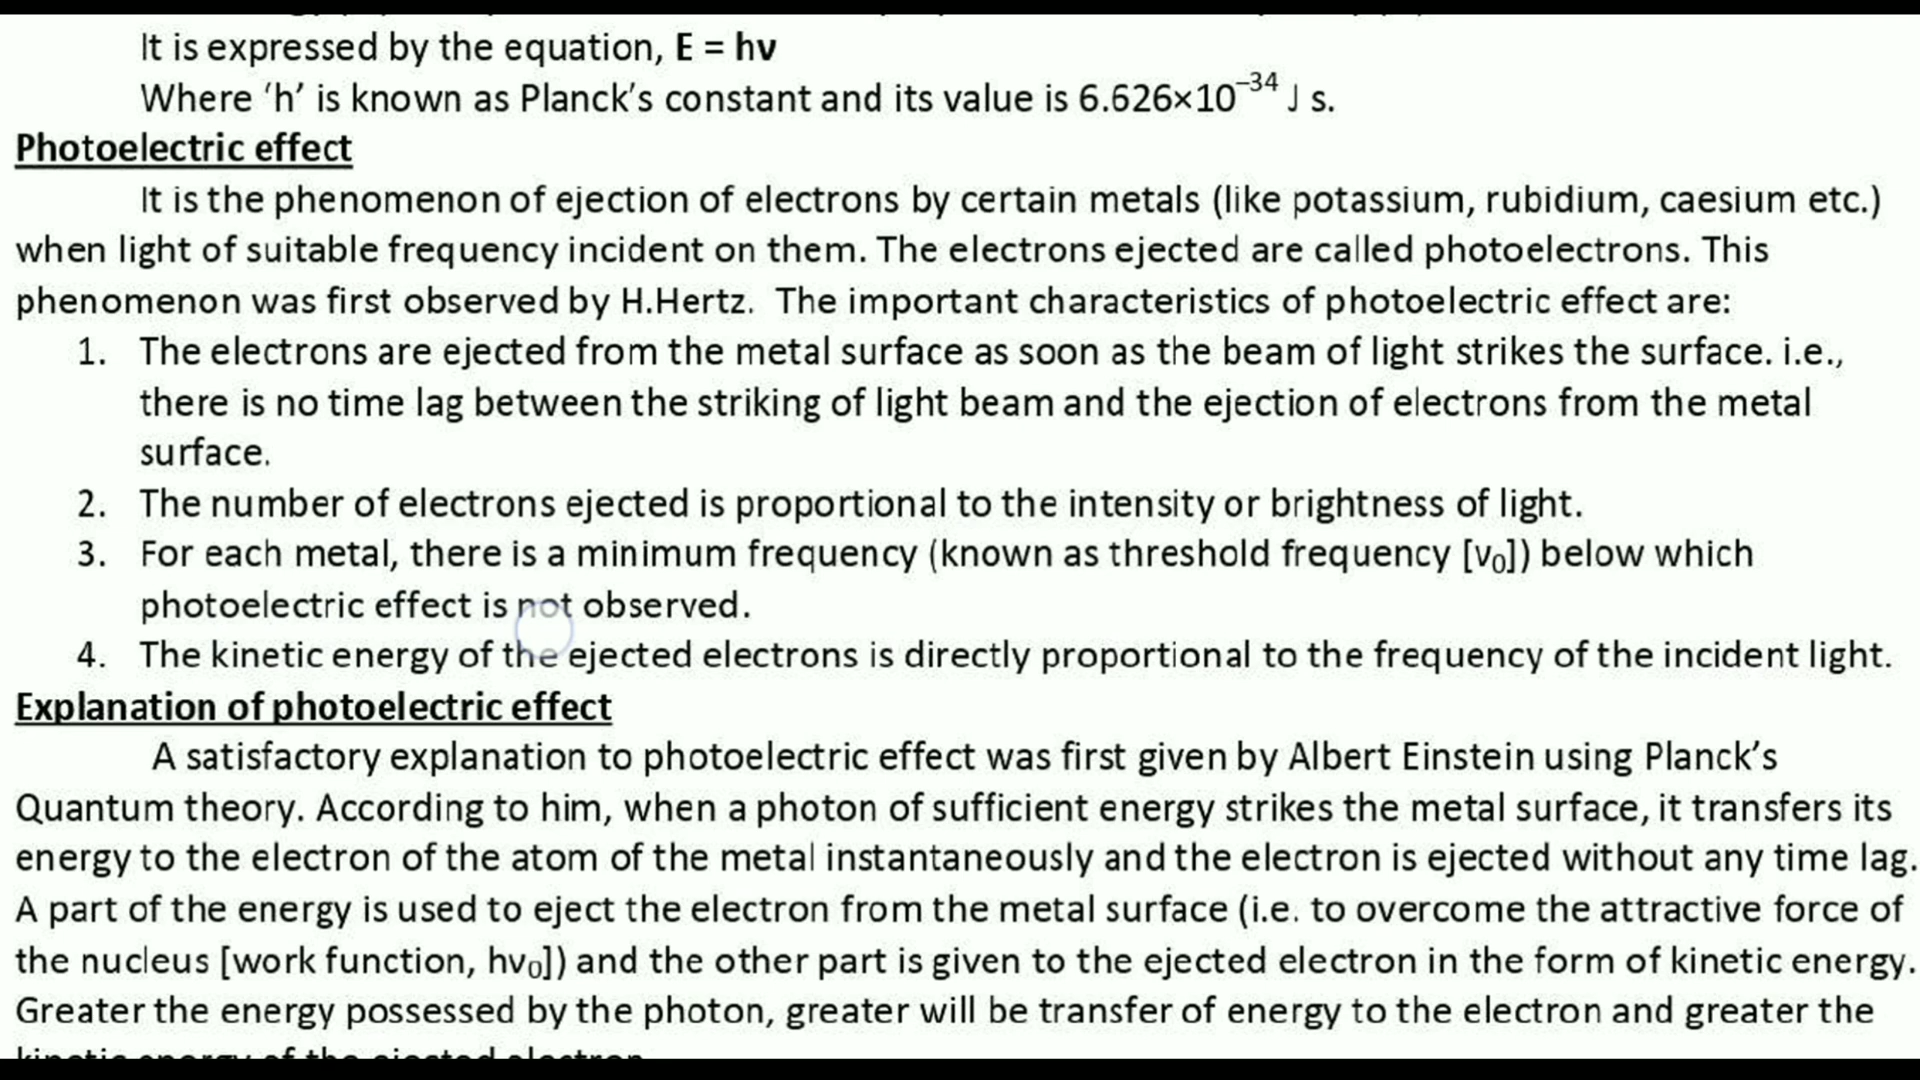 It is expressed by the equation, E = hν
Where ‘h’ is known as Planck’s constant and its value is 6.626×10⁻³⁴ J s.
Photoelectric effect
It is the phenomenon of ejection of electrons by certain metals (like potassium, rubidium, caesium etc.)
when light of suitable frequency incident on them. The electrons ejected are called photoelectrons. This
phenomenon was first observed by H.Hertz. The important characteristics of photoelectric effect are:
1. The electrons are ejected from the metal surface as soon as the beam of light strikes the surface. i.e.,
there is no time lag between the striking of light beam and the ejection of electrons from the metal
surface.
2. The number of electrons ejected is proportional to the intensity or brightness of light.
3. For each metal, there is a minimum frequency (known as threshold frequency [ν₀]) below which
photoelectric effect is not observed.
4. The kinetic energy of the ejected electrons is directly proportional to the frequency of the incident light.
Explanation of photoelectric effect
A satisfactory explanation to photoelectric effect was first given by Albert Einstein using Planck’s
Quantum theory. According to him, when a photon of sufficient energy strikes the metal surface, it transfers its
energy to the electron of the atom of the metal instantaneously and the electron is ejected without any time lag.
A part of the energy is used to eject the electron from the metal surface (i.e. to overcome the attractive force of
the nucleus [work function, hν₀]) and the other part is given to the ejected electron in the form of kinetic energy.
Greater the energy possessed by the photon, greater will be transfer of energy to the electron and greater the
kinetic energy of the ejected electron